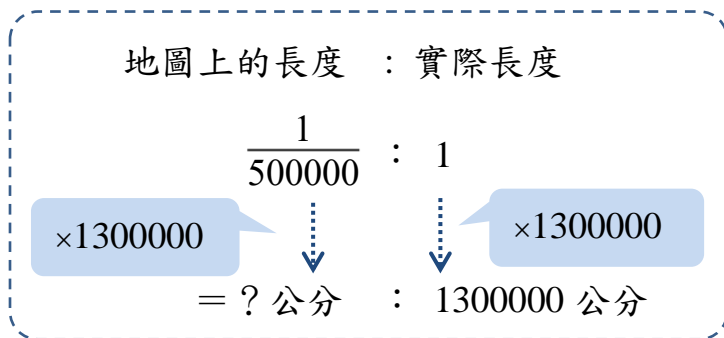 地圖上的長度 : 實際長度
1/500000 : 1
×1300000 ×1300000
= ? 公分 : 1300000 公分